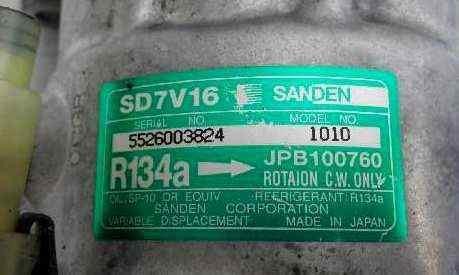 SD7V16 SANDEN
SERIAL NO. MODEL NO.
5526003824 1010
R134a JPB100760
ROTAION C.W. ONLY
OIL:SP-10 OR EQUIV REFRIGERANT:R134a
SANDEN CORPORATION
VARIABLE DISPLACEMENT MADE IN JAPAN